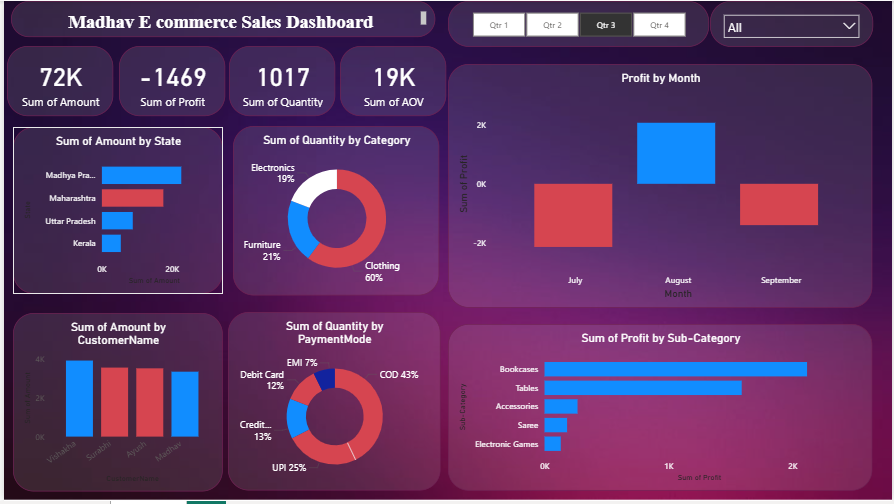 Madhav E commerce Sales Dashboard
Qtr 1
Qtr 2
Qtr 3
Qtr 4
All
72K
Sum of Amount
-1469
Sum of Profit
1017
Sum of Quantity
19K
Sum of AOV
Sum of Amount by State
Madhya Pra...
Maharashtra
Uttar Pradesh
Kerala
0K
20K
Sum of Amount
Sum of Quantity by Category
Electronics
19%
Furniture
21%
Clothing
60%
Profit by Month
Sum of Profit
2K
0K
-2K
July
August
September
Month
Sum of Amount by
CustomerName
4K
2K
0K
Vishakha
Surabhi
Ayush
Madhav
Sum of Quantity by
PaymentMode
EMI 7%
Debit Card
12%
COD 43%
Credit...
13%
UPI 25%
Sum of Profit by Sub-Category
Sub-Category
Bookcases
Tables
Accessories
Saree
Electronic Games
0K
1K
2K
Sum of Profit